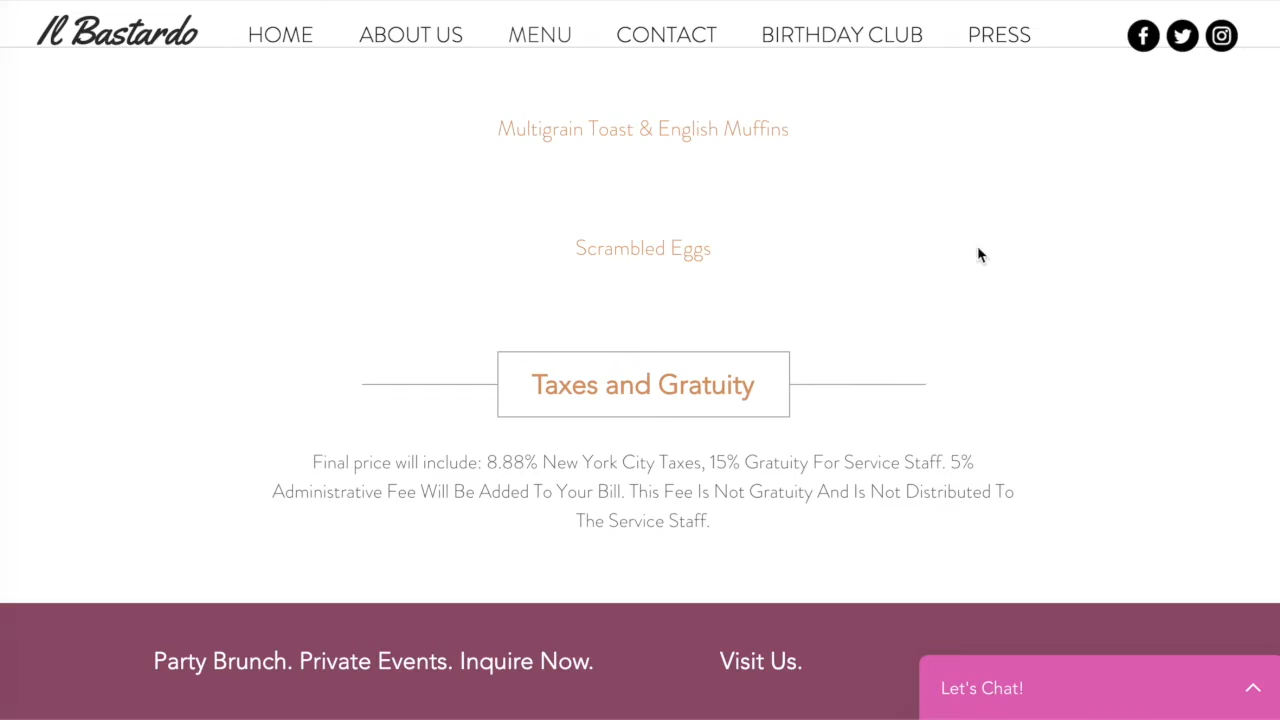 Il Bastardo HOME ABOUT US MENU CONTACT BIRTHDAY CLUB PRESS
Multigrain Toast & English Muffins
Scrambled Eggs
Taxes and Gratuity
Final price will include: 8.88% New York City Taxes, 15% Gratuity For Service Staff. 5%
Administrative Fee Will Be Added To Your Bill. This Fee Is Not Gratuity And Is Not Distributed To
The Service Staff.
Party Brunch. Private Events. Inquire Now. Visit Us.
Let's Chat!